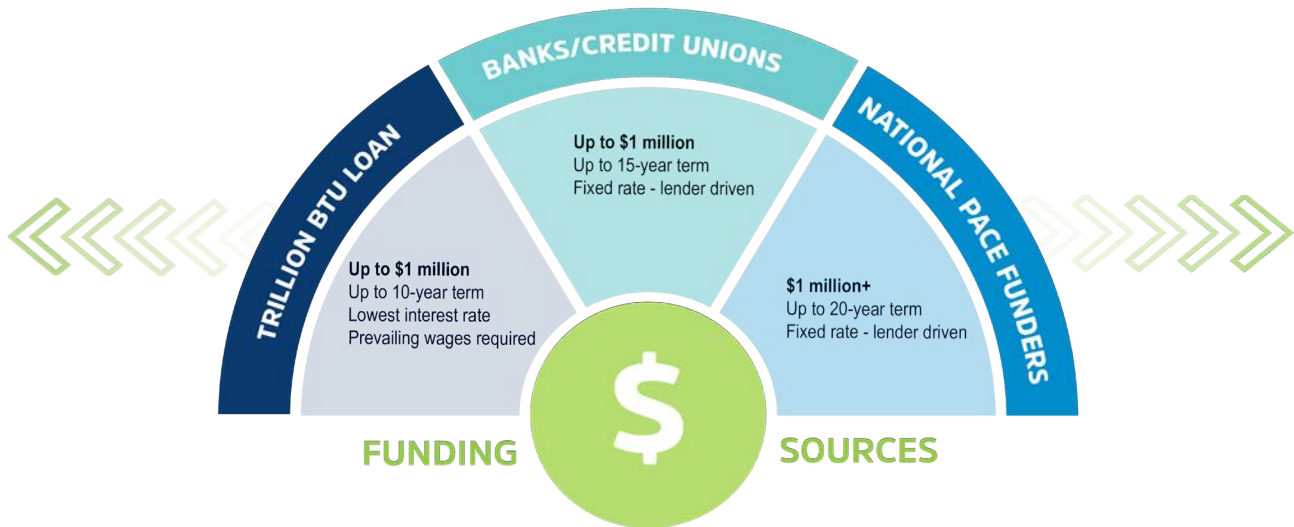 TRILLION BTU LOAN
Up to $1 million
Up to 10-year term
Lowest interest rate
Prevailing wages required
BANKS/CREDIT UNIONS
Up to $1 million
Up to 15-year term
Fixed rate - lender driven
NATIONAL PACE FUNDERS
$1 million+
Up to 20-year term
Fixed rate - lender driven
$
FUNDING SOURCES